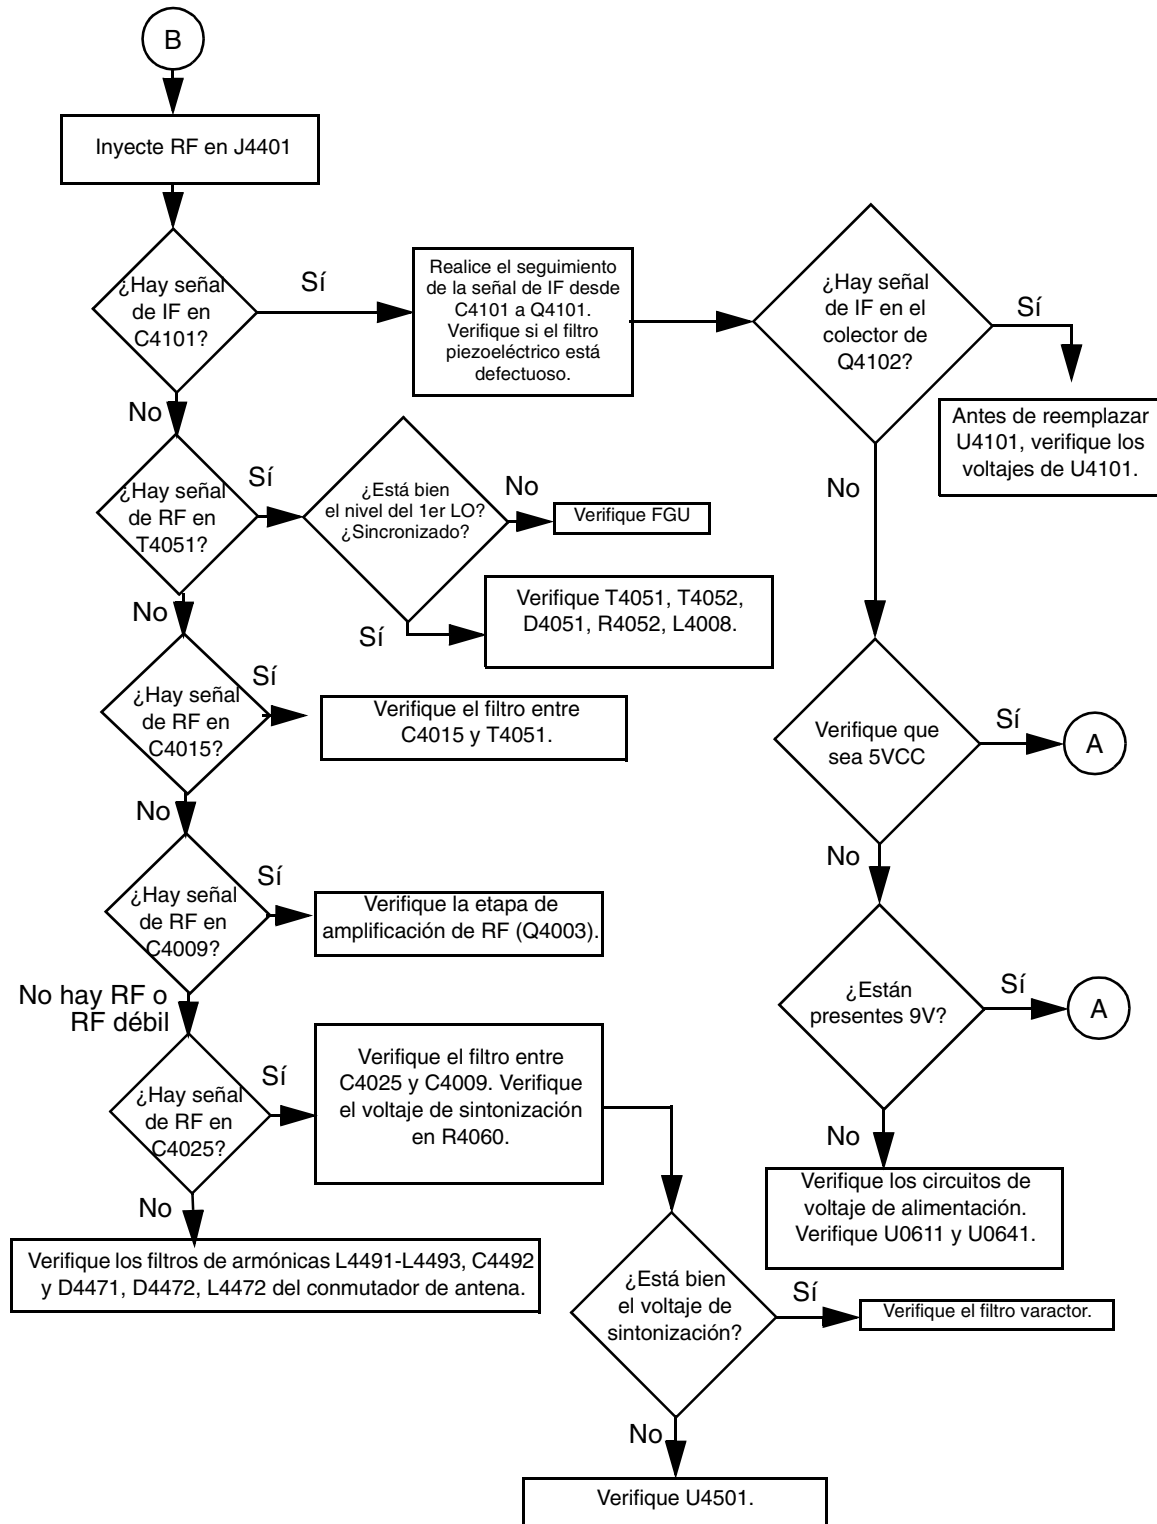 B
Inyecte RF en J4401
¿Hay señal
de IF en
C4101?
Sí
Realice el seguimiento
de la señal de IF desde
C4101 a Q4101.
Verifique si el filtro
piezoeléctrico está
defectuoso.
¿Hay señal
de IF en el
colector de
Q4102?
Sí
Antes de reemplazar
U4101, verifique los
voltajes de U4101.
No
No
¿Hay señal
de RF en
T4051?
Sí
¿Está bien
el nivel del 1er LO?
¿Sincronizado?
No
Verifique FGU
Sí
Verifique T4051, T4052,
D4051, R4052, L4008.
No
¿Hay señal
de RF en
C4015?
Sí
Verifique el filtro entre
C4015 y T4051.
Verifique que
sea 5VCC
Sí
A
No
No
¿Hay señal
de RF en
C4009?
Sí
Verifique la etapa de
amplificación de RF (Q4003).
¿Están
presentes 9V?
Sí
A
No
Verifique los circuitos de
voltaje de alimentación.
Verifique U0611 y U0641.
No hay RF o
RF débil
¿Hay señal
de RF en
C4025?
Sí
Verifique el filtro entre
C4025 y C4009. Verifique
el voltaje de sintonización
en R4060.
No
Verifique los filtros de armónicas L4491-L4493, C4492
y D4471, D4472, L4472 del conmutador de antena.
¿Está bien
el voltaje de
sintonización?
Sí
Verifique el filtro varactor.
No
Verifique U4501.